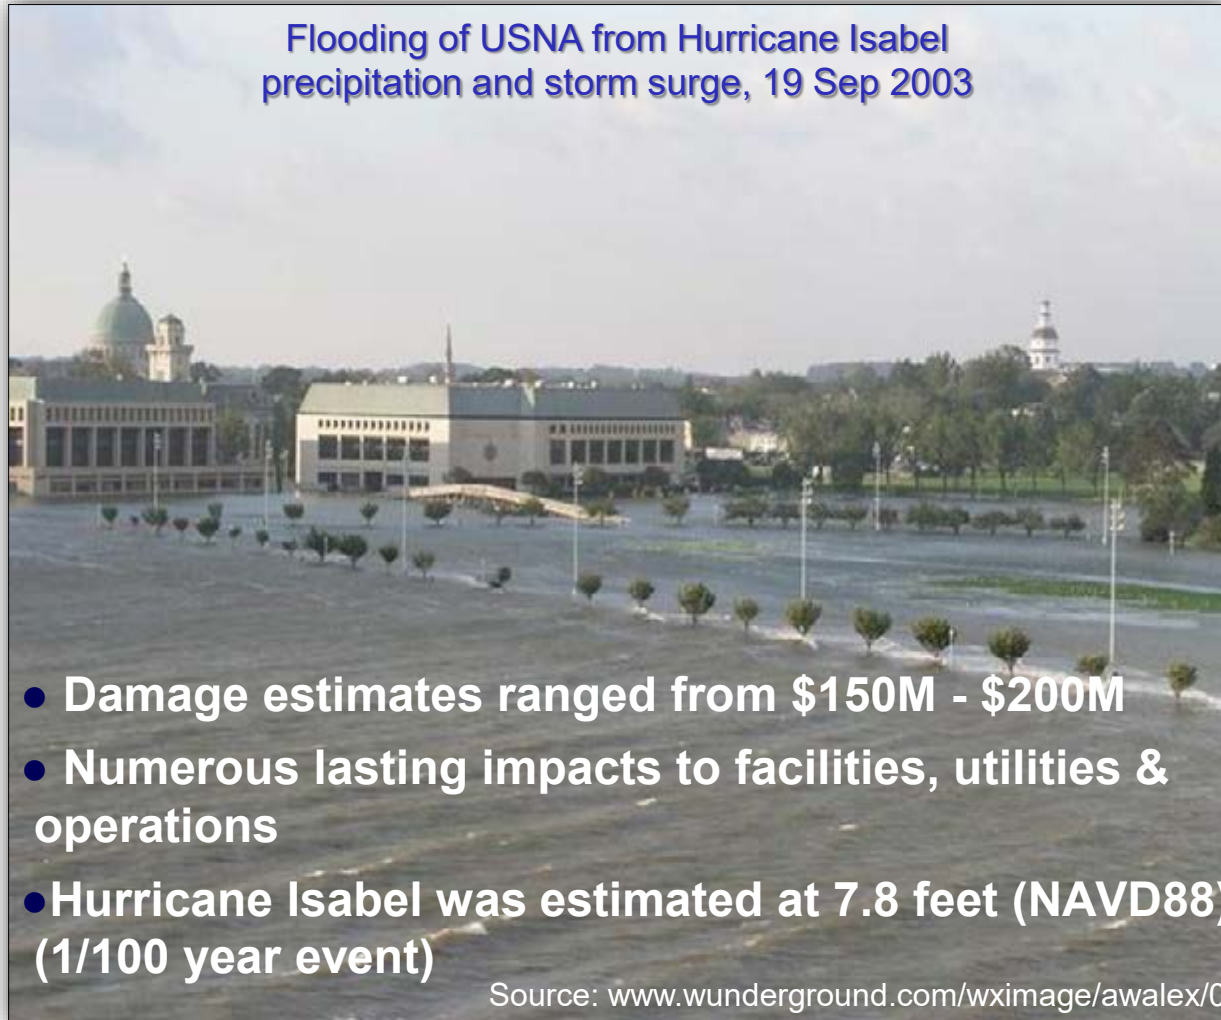 Flooding of USNA from Hurricane Isabel
precipitation and storm surge, 19 Sep 2003
● Damage estimates ranged from $150M - $200M
● Numerous lasting impacts to facilities, utilities &
operations
●Hurricane Isabel was estimated at 7.8 feet (NAVD88)
(1/100 year event)
Source: www.wunderground.com/wximage/awalex/0